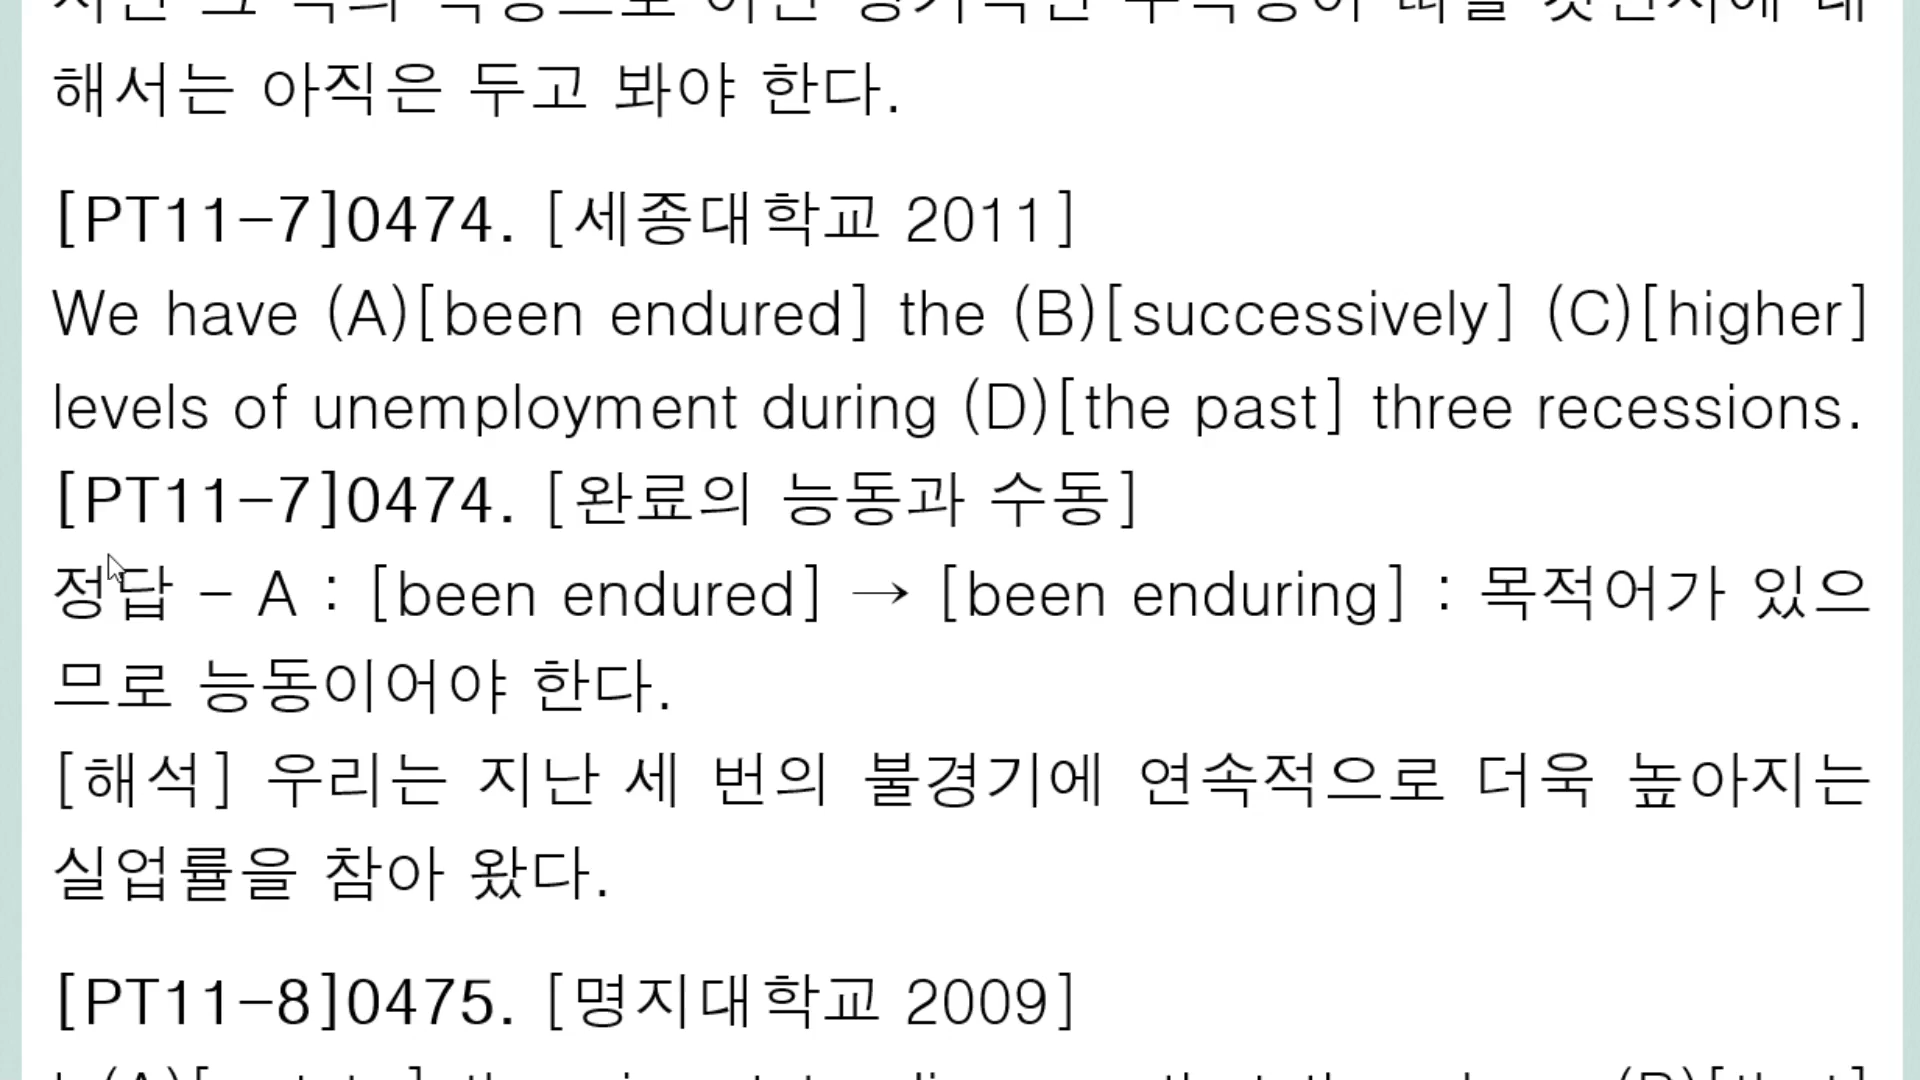 해서는 아직은 두고 봐야 한다.
[PT11-7]0474. [세종대학교 2011]
We have (A)[been endured] the (B)[successively] (C)[higher]
levels of unemployment during (D)[the past] three recessions.
[PT11-7]0474. [완료의 능동과 수동]
정답 - A : [been endured] → [been enduring] : 목적어가 있으
므로 능동이어야 한다.
[해석] 우리는 지난 세 번의 불경기에 연속적으로 더욱 높아지는
실업률을 참아 왔다.
[PT11-8]0475. [명지대학교 2009]